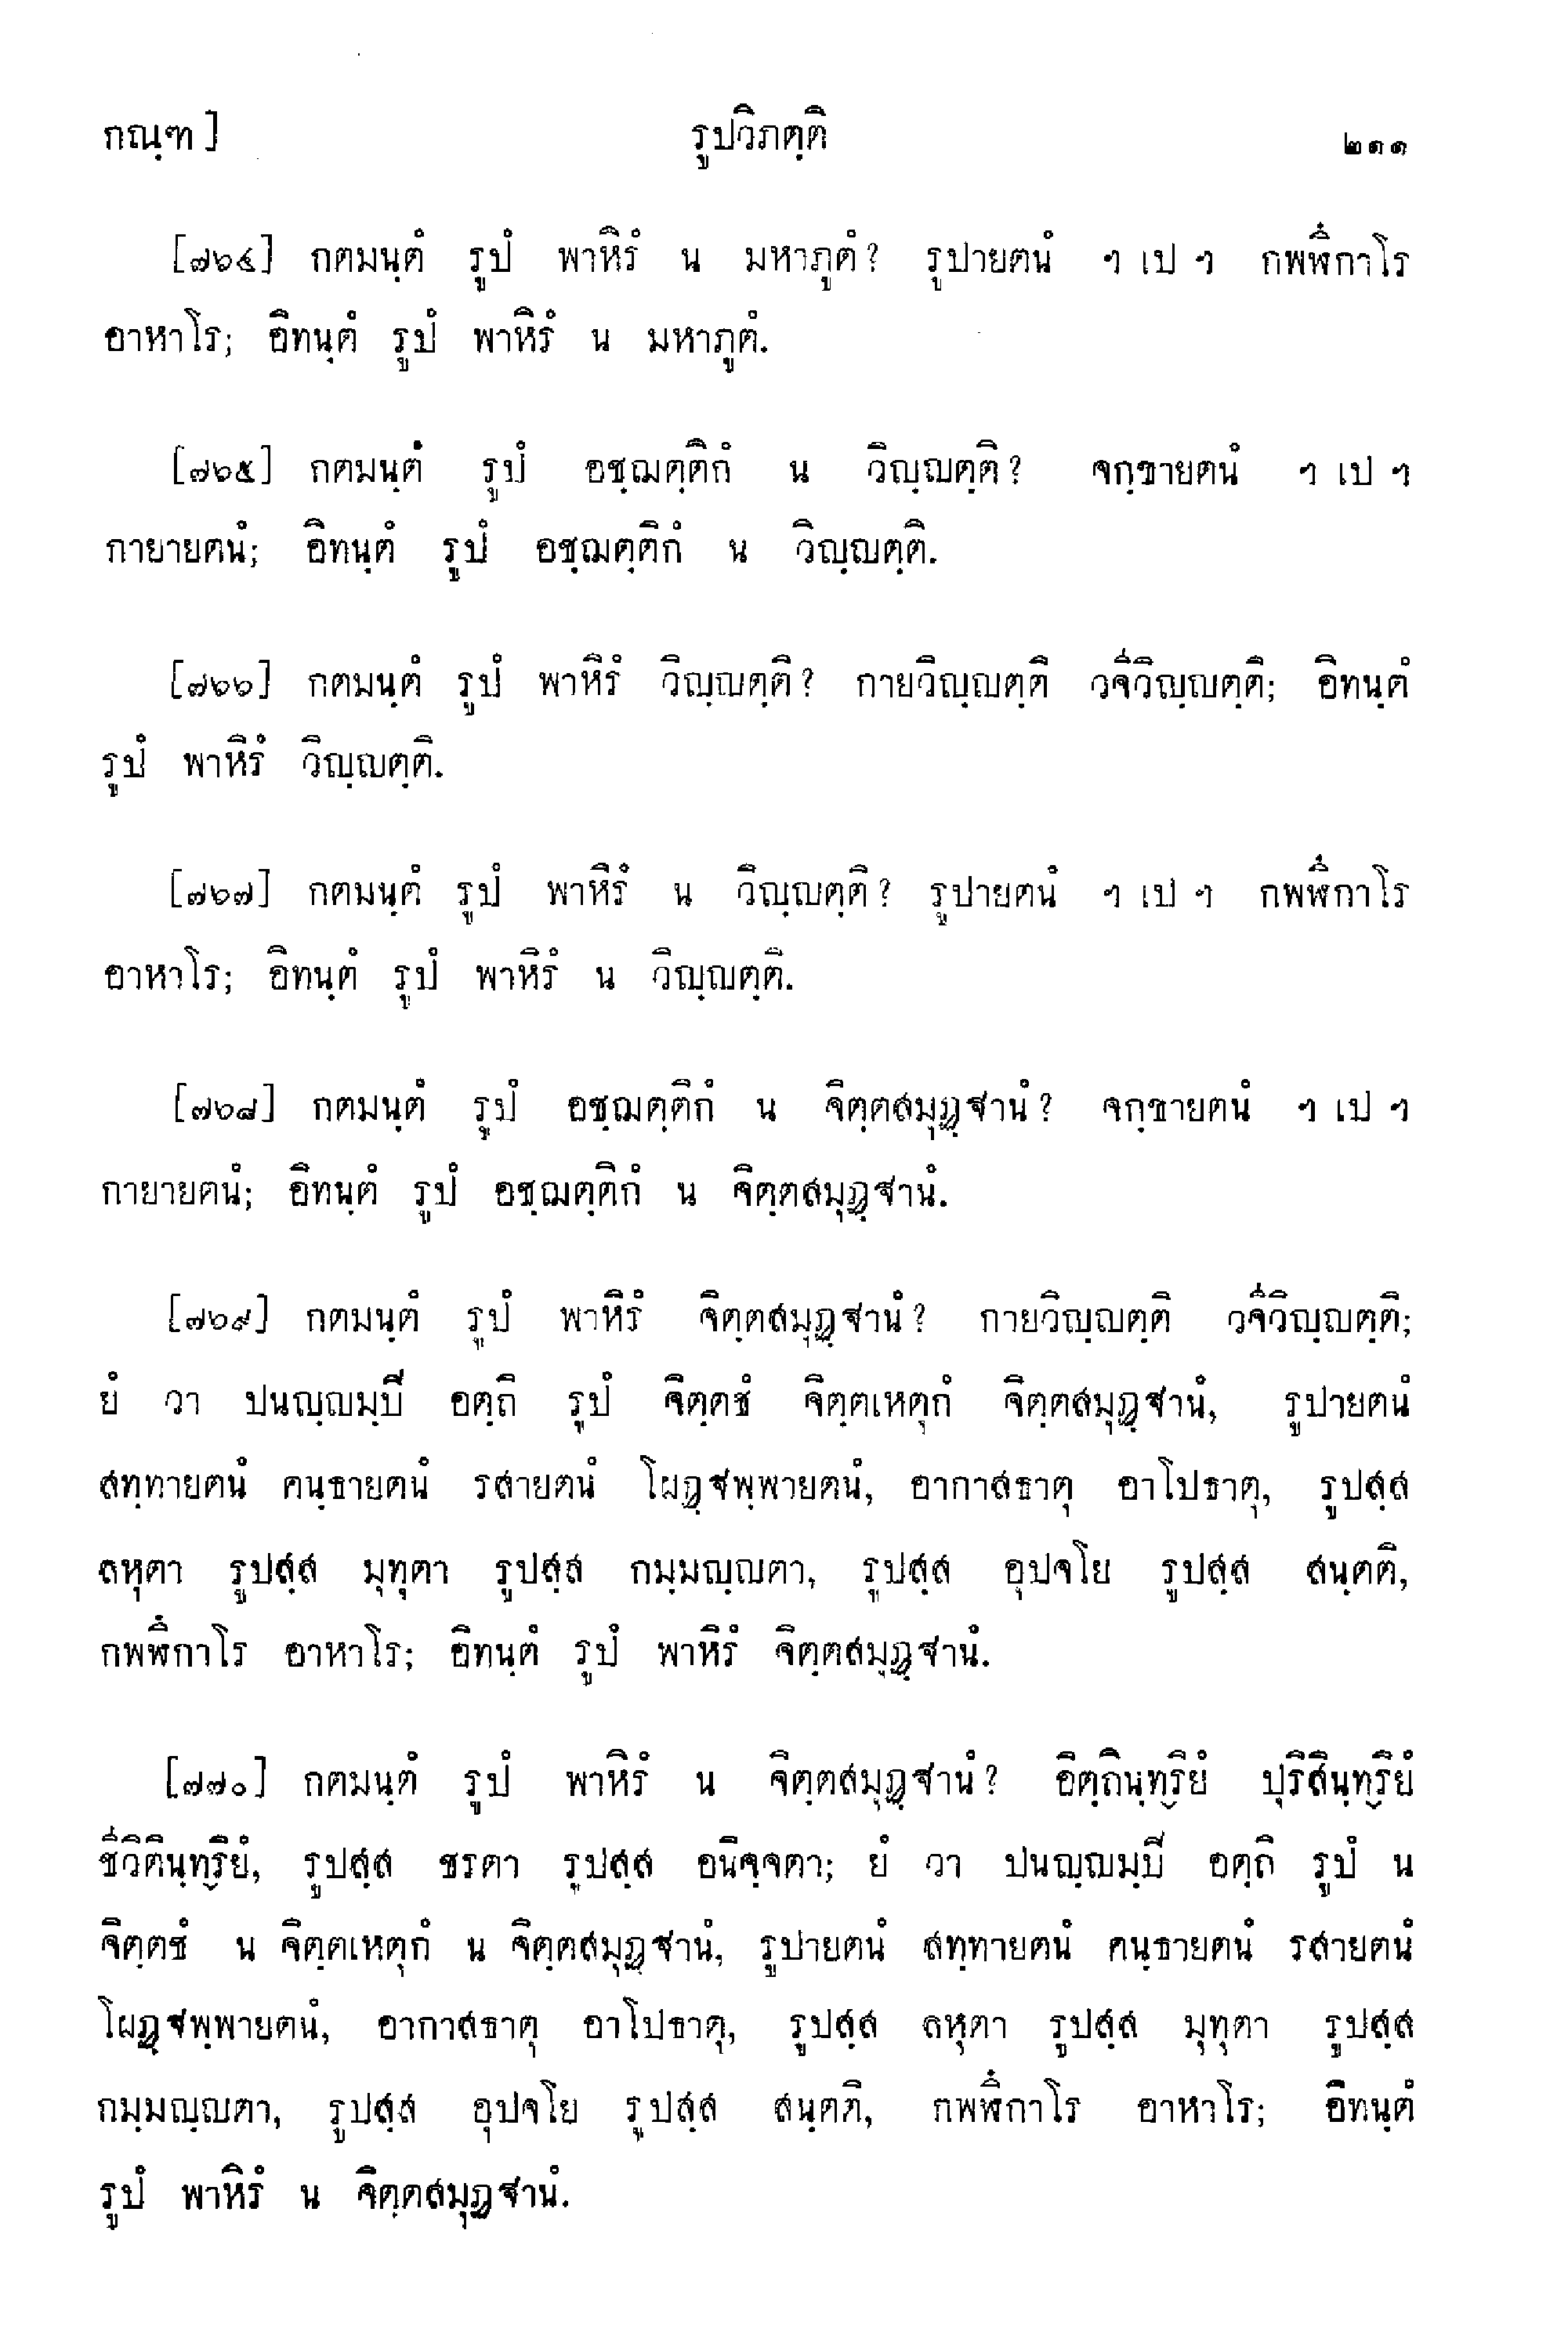 กณฺฑ] รูปวิภตฺติ ๒๑๑
[๗๖๔] กตมนฺตํ รูปํ พาหิรํ น มหาภูตํ? รูปายตนํ ฯ เป ฯ กพฬึกาโร
อาหาโร; อิทนฺตํ รูปํ พาหิรํ น มหาภูตํ.
[๗๖๕] กตมนฺตํ รูปํ อชฺฌตฺติกํ น วิญฺญตฺติ? จกฺขายตนํ ฯ เป ฯ
กายายตนํ; อิทนฺตํ รูปํ อชฺฌตฺติกํ น วิญฺญตฺติ.
[๗๖๖] กตมนฺตํ รูปํ พาหิรํ วิญฺญตฺติ? กายวิญฺญตฺติ วจีวิญฺญตฺติ; อิทนฺตํ
รูปํ พาหิรํ วิญฺญตฺติ.
[๗๖๗] กตมนฺตํ รูปํ พาหิรํ น วิญฺญตฺติ? รูปายตนํ ฯ เป ฯ กพฬึกาโร
อาหาโร; อิทนฺตํ รูปํ พาหิรํ น วิญฺญตฺติ.
[๗๖๘] กตมนฺตํ รูปํ อชฺฌตฺติกํ น จิตฺตสมุฏฺฐานํ? จกฺขายตนํ ฯ เป ฯ
กายายตนํ; อิทนฺตํ รูปํ อชฺฌตฺติกํ น จิตฺตสมุฏฺฐานํ.
[๗๖๙] กตมนฺตํ รูปํ พาหิรํ จิตฺตสมุฏฺฐานํ? กายวิญฺญตฺติ วจีวิญฺญตฺติ;
ยํ วา ปนญฺญมฺปิ อตฺถิ รูปํ จิตฺตชํ จิตฺตเหตุกํ จิตฺตสมุฏฺฐานํ, รูปายตนํ
สทฺทายตนํ คนฺธายตนํ รสายตนํ โผฏฺฐพฺพายตนํ, อากาสธาตุ อาโปธาตุ, รูปสฺส
ลหุตา รูปสฺส มุทุตา รูปสฺส กมฺมญฺญตา, รูปสฺส อุปจโย รูปสฺส สนฺตติ,
กพฬึกาโร อาหาโร; อิทนฺตํ รูปํ พาหิรํ จิตฺตสมุฏฺฐานํ.
[๗๗๐] กตมนฺตํ รูปํ พาหิรํ น จิตฺตสมุฏฺฐานํ? อิตฺถินฺทฺริยํ ปุริสินฺทฺริยํ
ชีวิตินฺทฺริยํ, รูปสฺส ชรตา รูปสฺส อนิจฺจตา; ยํ วา ปนญฺญมฺปิ อตฺถิ รูปํ น
จิตฺตชํ น จิตฺตเหตุกํ น จิตฺตสมุฏฺฐานํ, รูปายตนํ สทฺทายตนํ คนฺธายตนํ รสายตนํ
โผฏฺฐพฺพายตนํ, อากาสธาตุ อาโปธาตุ, รูปสฺส ลหุตา รูปสฺส มุทุตา รูปสฺส
กมฺมญฺญตา, รูปสฺส อุปจโย รูปสฺส สนฺตติ, กพฬึกาโร อาหาโร; อิทนฺตํ
รูปํ พาหิรํ น จิตฺตสมุฏฺฐานํ.